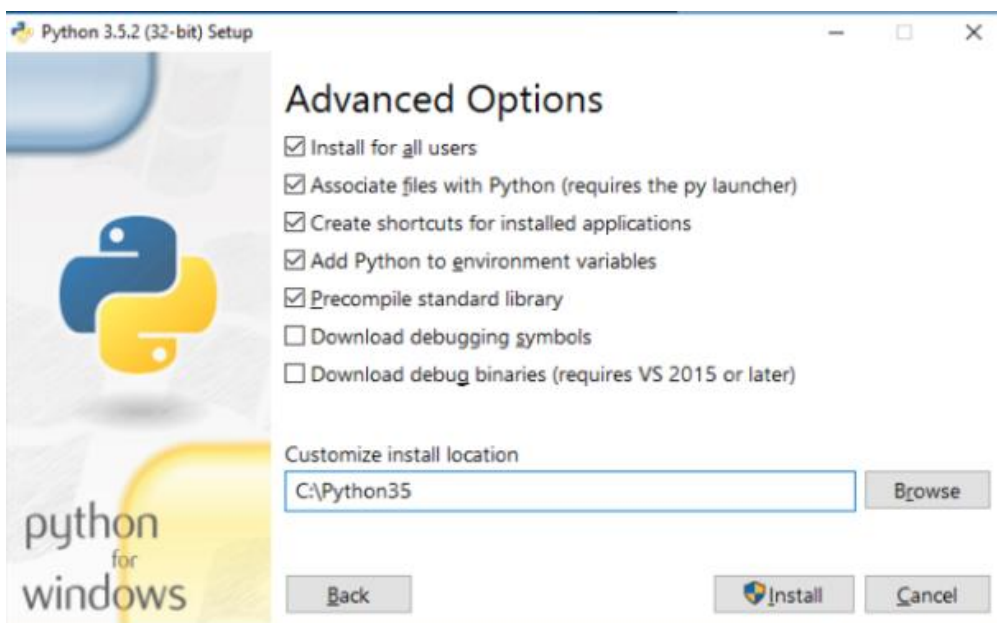 Python 3.5.2 (32-bit) Setup
Advanced Options
Install for all users
Associate files with Python (requires the py launcher)
Create shortcuts for installed applications
Add Python to environment variables
Precompile standard library
Download debugging symbols
Download debug binaries (requires VS 2015 or later)
Customize install location
C:\Python35
Browse
python
for
windows
Back
Install
Cancel